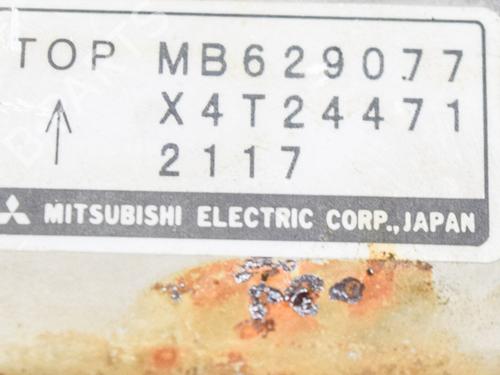 TOP MB629077
X4T24471
2117
MITSUBISHI ELECTRIC CORP., JAPAN